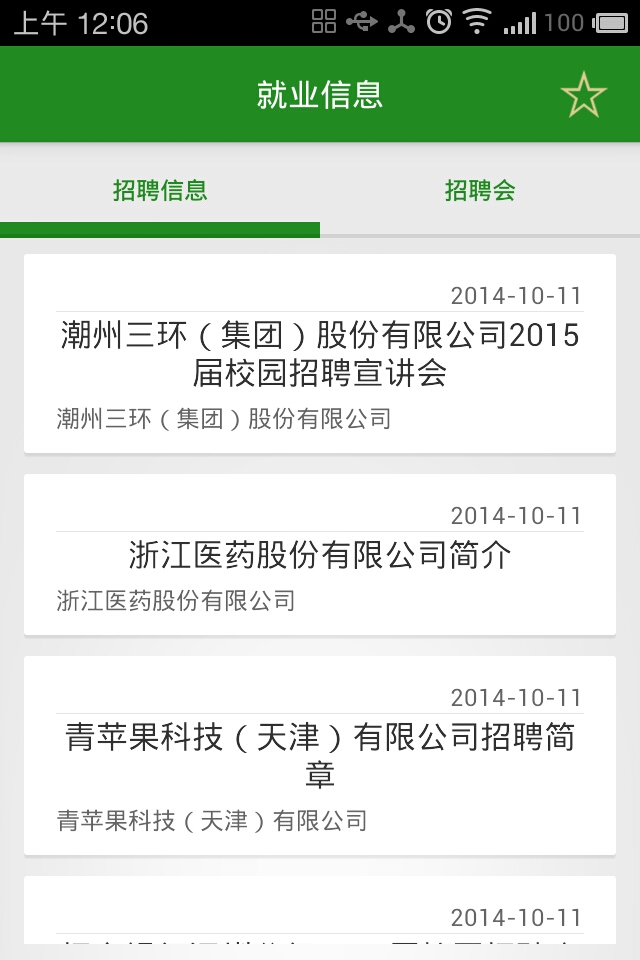 上午 12:06
100
就业信息
招聘信息
招聘会
2014-10-11
潮州三环（集团）股份有限公司2015
届校园招聘宣讲会
潮州三环（集团）股份有限公司
2014-10-11
浙江医药股份有限公司简介
浙江医药股份有限公司
2014-10-11
青苹果科技（天津）有限公司招聘简
章
青苹果科技（天津）有限公司
2014-10-11